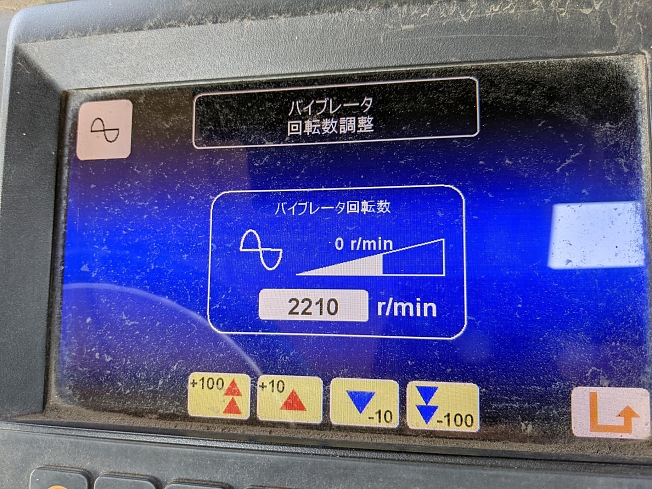 バイブレータ
回転数調整
バイブレータ回転数
0 r/min
2210 r/min
+100 +10 -10 -100